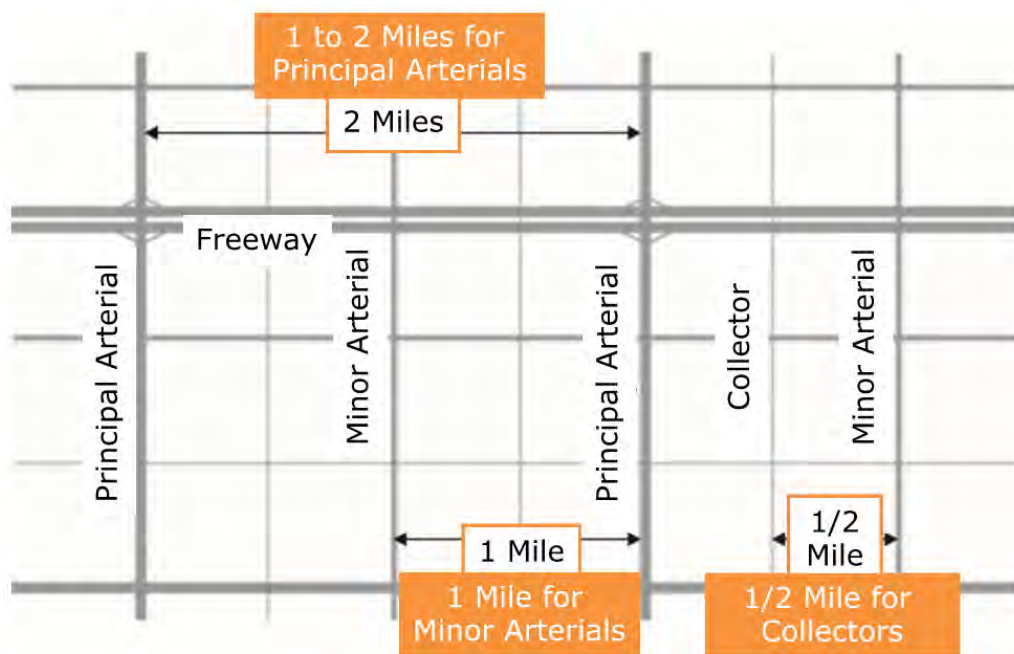 1 to 2 Miles for
Principal Arterials
2 Miles
Freeway
Principal Arterial
Minor Arterial
Principal Arterial
Collector
Minor Arterial
1 Mile
1 Mile for
Minor Arterials
1/2
Mile
1/2 Mile for
Collectors